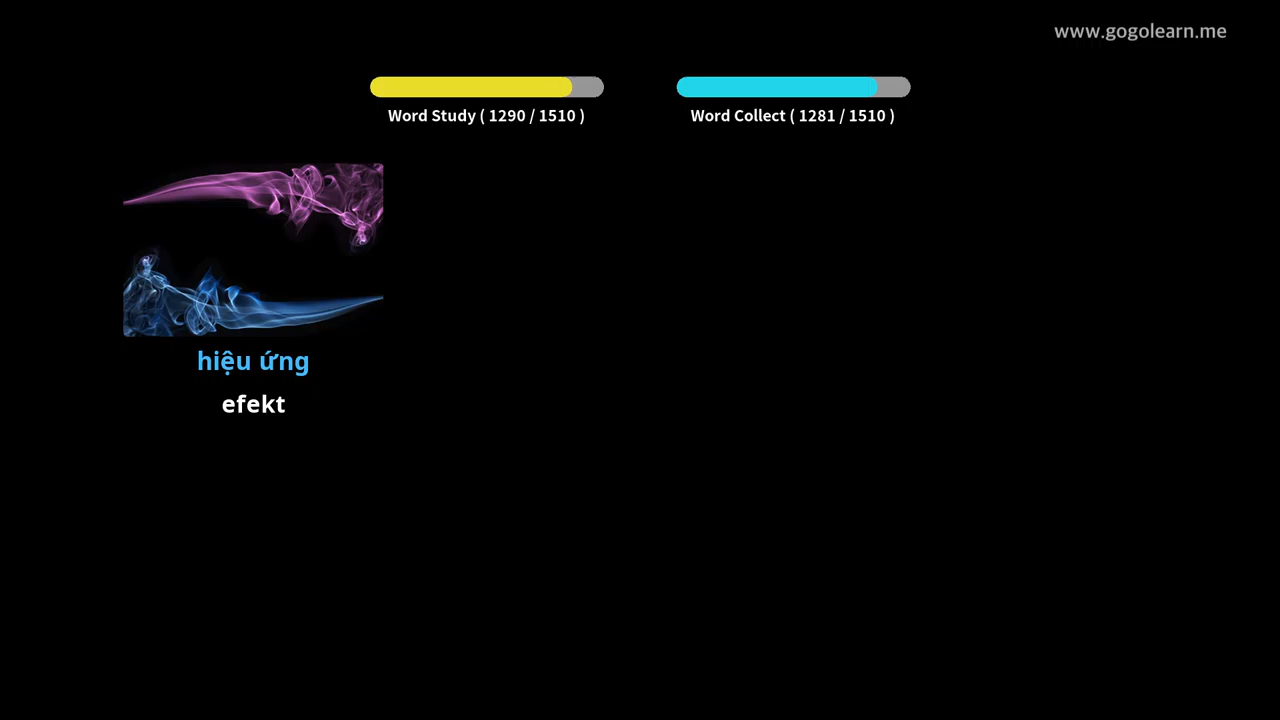 www.gogolearn.me
Word Study ( 1290 / 1510 )
Word Collect ( 1281 / 1510 )
hiệu ứng
efekt